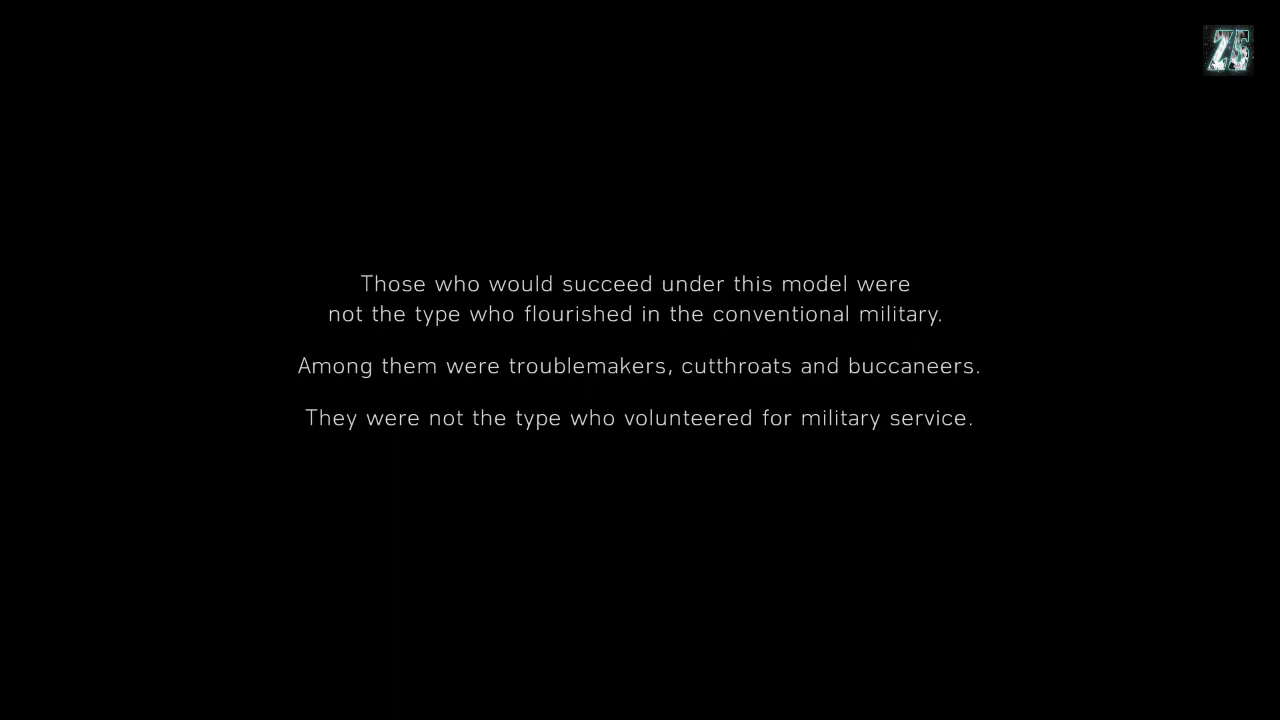 Z5
Those who would succeed under this model were
not the type who flourished in the conventional military.
Among them were troublemakers, cutthroats and buccaneers.
They were not the type who volunteered for military service.